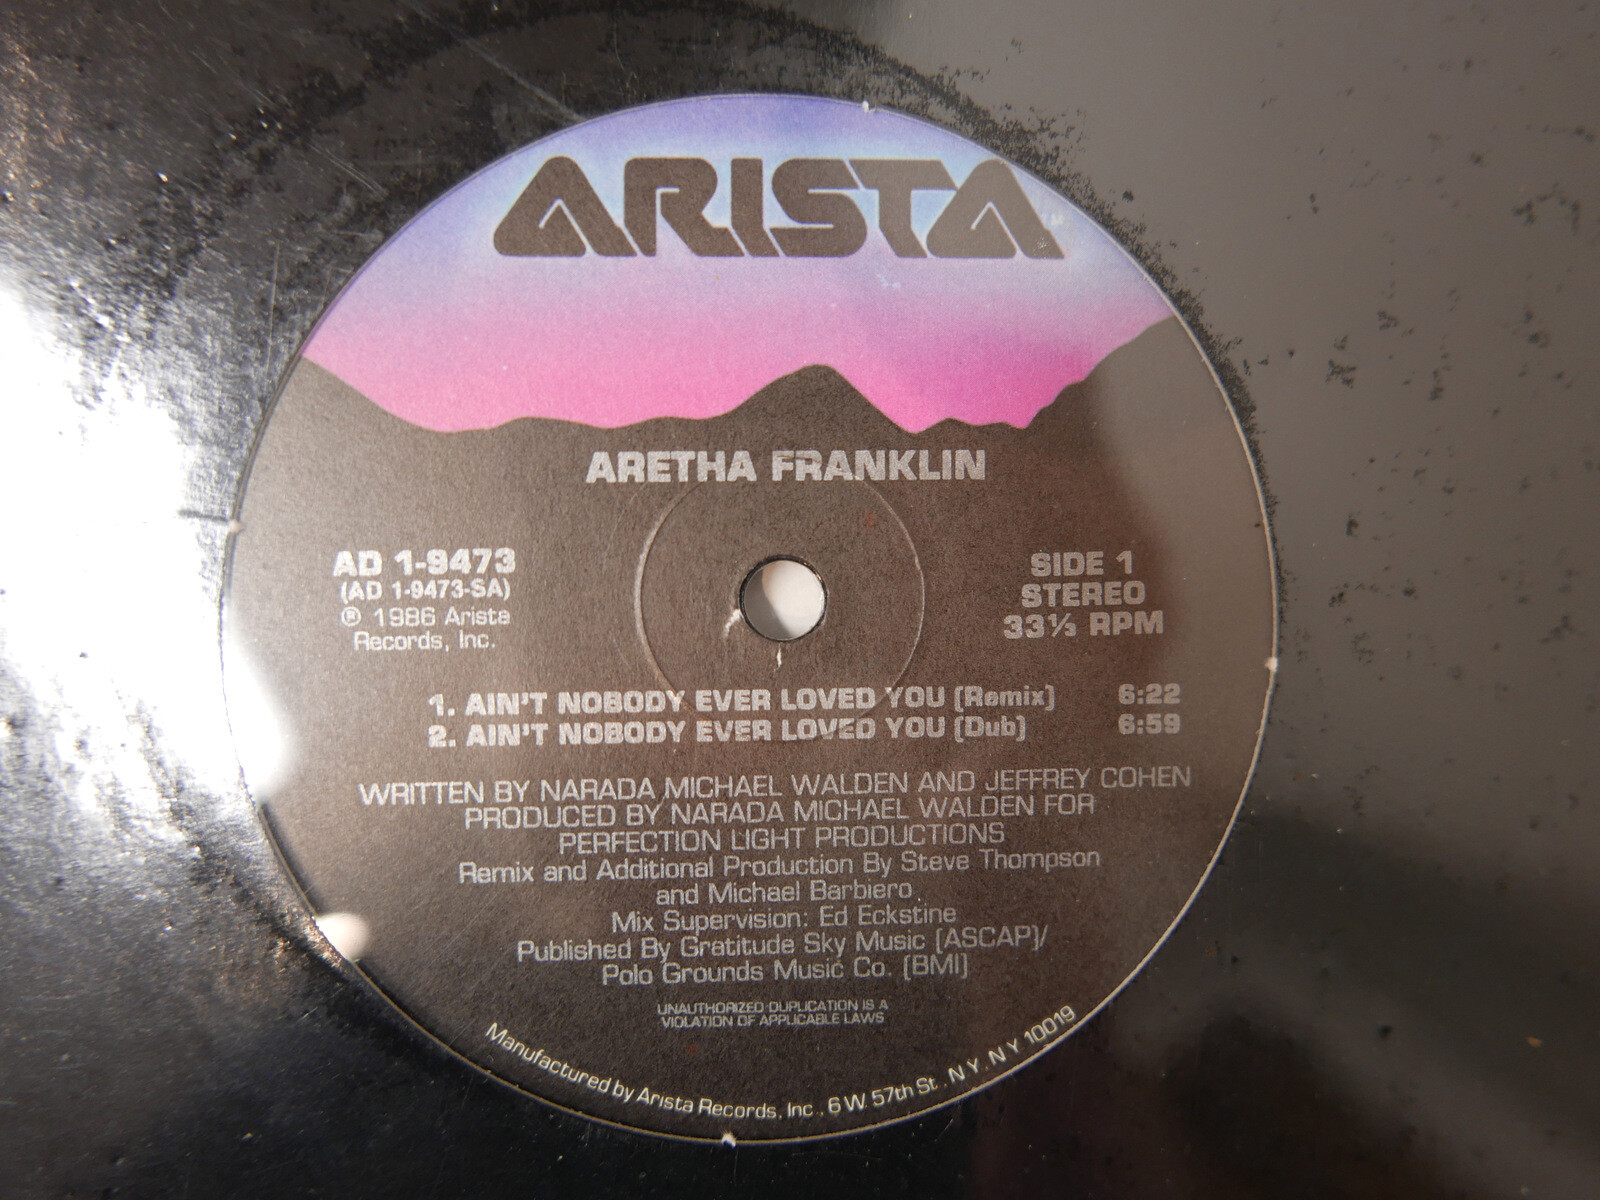 ARISTA
ARETHA FRANKLIN
AD 1-9473
(AD 1-9473-SA)
℗ 1986 Arista
Records, Inc.
SIDE 1
STEREO
33⅓ RPM
1. AIN'T NOBODY EVER LOVED YOU (Remix) 6:22
2. AIN'T NOBODY EVER LOVED YOU (Dub) 6:59
WRITTEN BY NARADA MICHAEL WALDEN AND JEFFREY COHEN
PRODUCED BY NARADA MICHAEL WALDEN FOR
PERFECTION LIGHT PRODUCTIONS
Remix and Additional Production By Steve Thompson
and Michael Barbiero
Mix Supervision: Ed Eckstine
Published By Gratitude Sky Music (ASCAP)/
Polo Grounds Music Co. (BMI)
UNAUTHORIZED DUPLICATION IS A
VIOLATION OF APPLICABLE LAWS
Manufactured by Arista Records, Inc., 6 W. 57th St., N.Y., N.Y. 10019